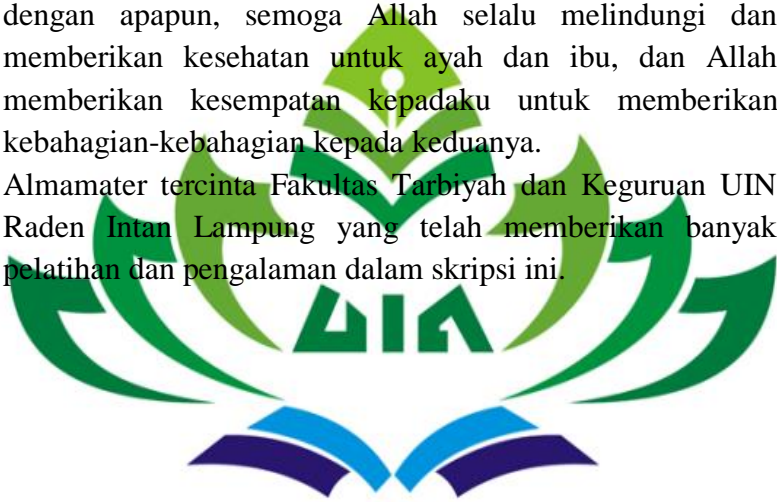 dengan apapun, semoga Allah selalu melindungi dan
memberikan kesehatan untuk ayah dan ibu, dan Allah
memberikan kesempatan kepadaku untuk memberikan
kebahagian-kebahagian kepada keduanya.
Almamater tercinta Fakultas Tarbiyah dan Keguruan UIN
Raden Intan Lampung yang telah memberikan banyak
pelatihan dan pengalaman dalam skripsi ini.
UIN